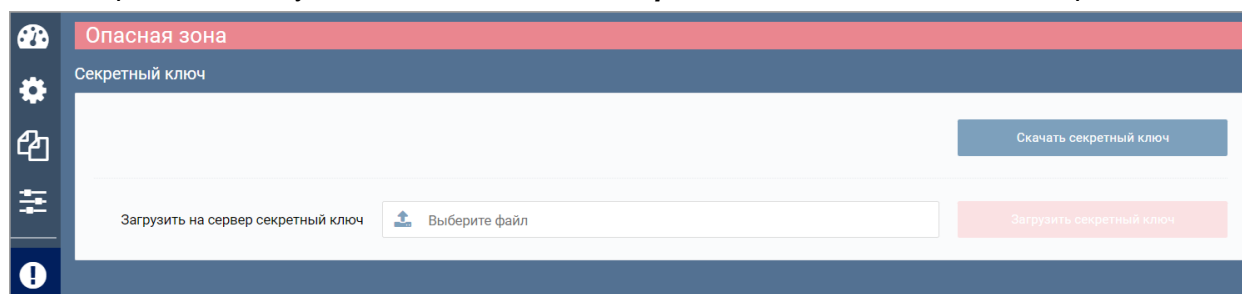 Опасная зона
Секретный ключ
Скачать секретный ключ
Загрузить на сервер секретный ключ
Выберите файл
Загрузить секретный ключ